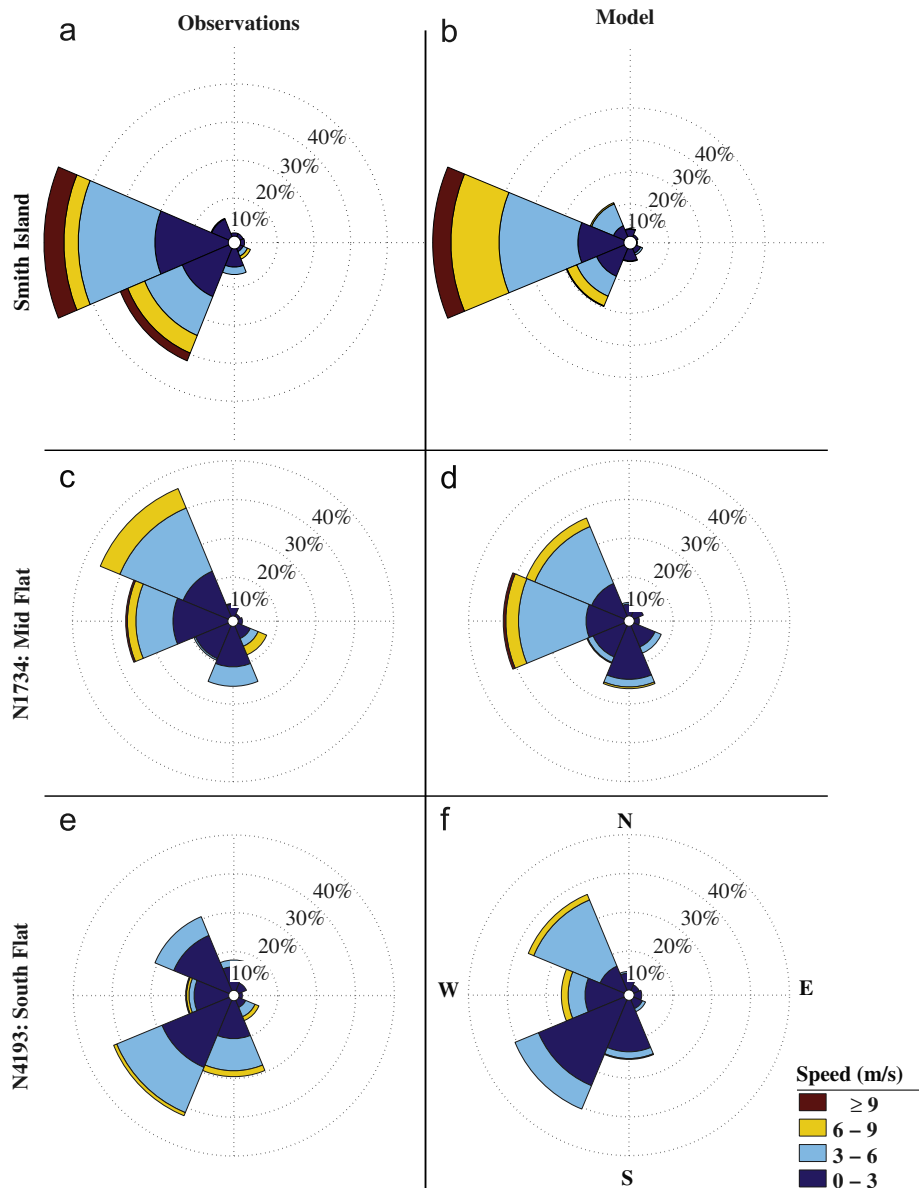 Observations
Model
a
b
Smith Island
40%
30%
20%
10%
40%
30%
20%
10%
c
d
N1734: Mid Flat
40%
30%
20%
10%
40%
30%
20%
10%
e
f
N4193: South Flat
40%
30%
20%
10%
N
40%
30%
20%
10%
W
E
S
Speed (m/s)
≥ 9
6 – 9
3 – 6
0 – 3